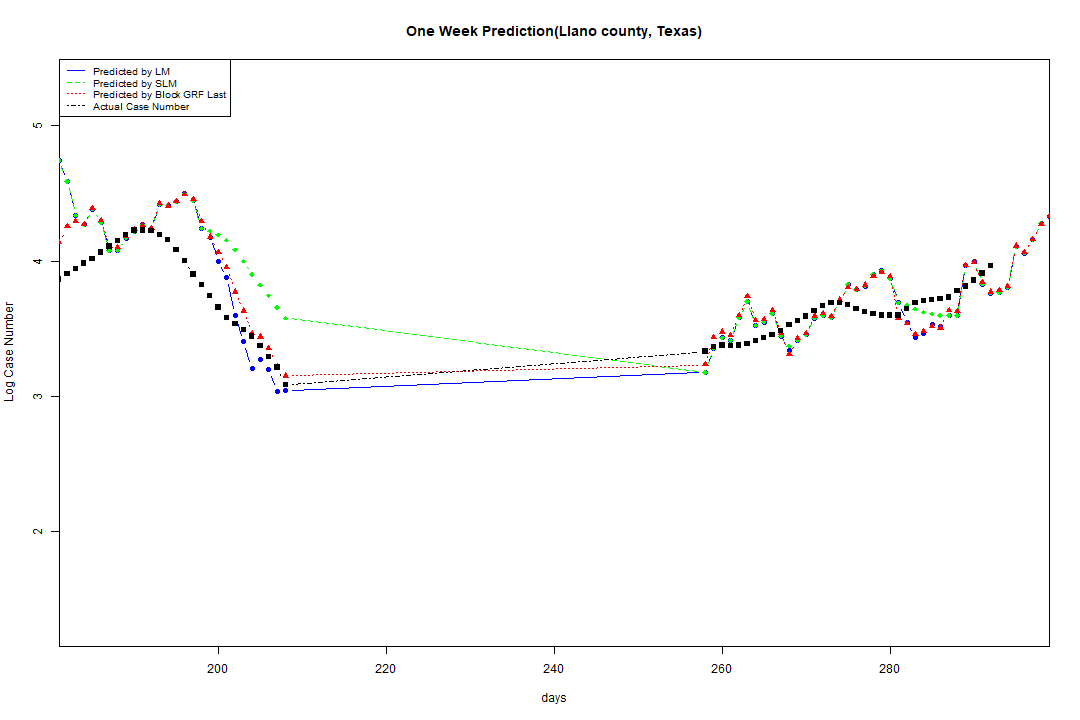 One Week Prediction(Llano county, Texas)
Predicted by LM
Predicted by SLM
Predicted by Block GRF Last
Actual Case Number
5
4
3
2
Log Case Number
200 220 240 260 280
days